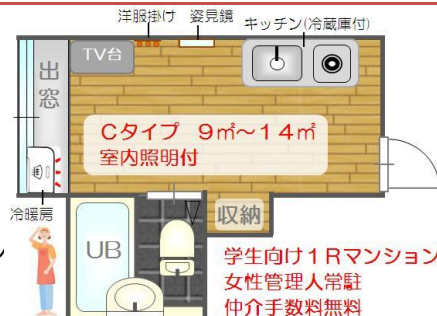 洋服掛け 姿見鏡 キッチン(冷蔵庫付)
TV台
出窓
Cタイプ 9㎡~14㎡
室内照明付
冷暖房
収納
UB
学生向け1Rマンション
女性管理人常駐
仲介手数料無料